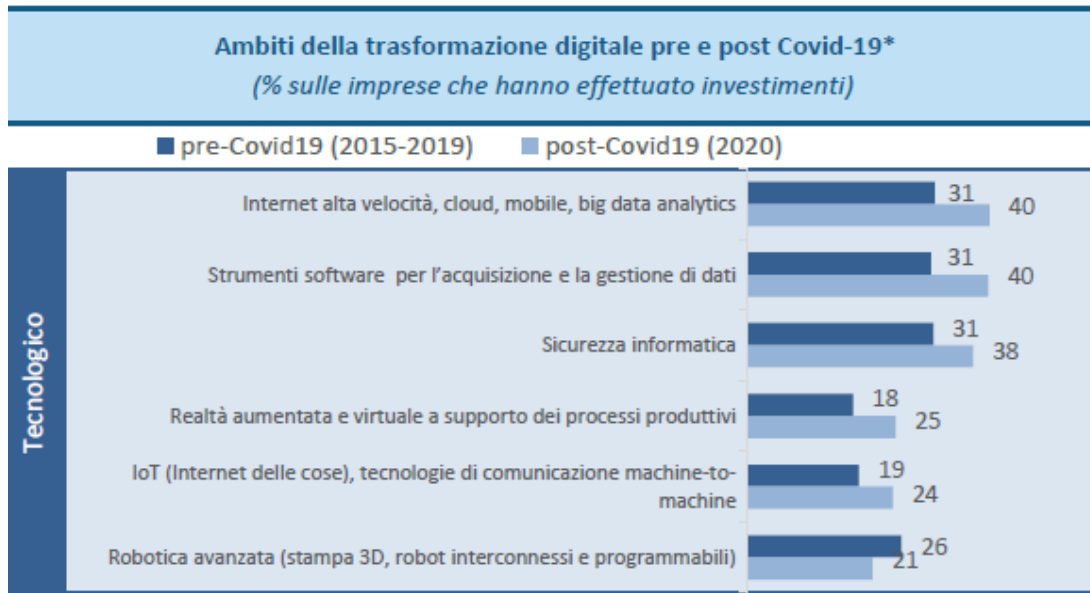 Ambiti della trasformazione digitale pre e post Covid-19*
(% sulle imprese che hanno effettuato investimenti)
pre-Covid19 (2015-2019) post-Covid19 (2020)
Tecnologico
Internet alta velocità, cloud, mobile, big data analytics
31
40
Strumenti software per l'acquisizione e la gestione di dati
31
40
Sicurezza informatica
31
38
Realtà aumentata e virtuale a supporto dei processi produttivi
18
25
IoT (Internet delle cose), tecnologie di comunicazione machine-to-
machine
19
24
Robotica avanzata (stampa 3D, robot interconnessi e programmabili)
26
21